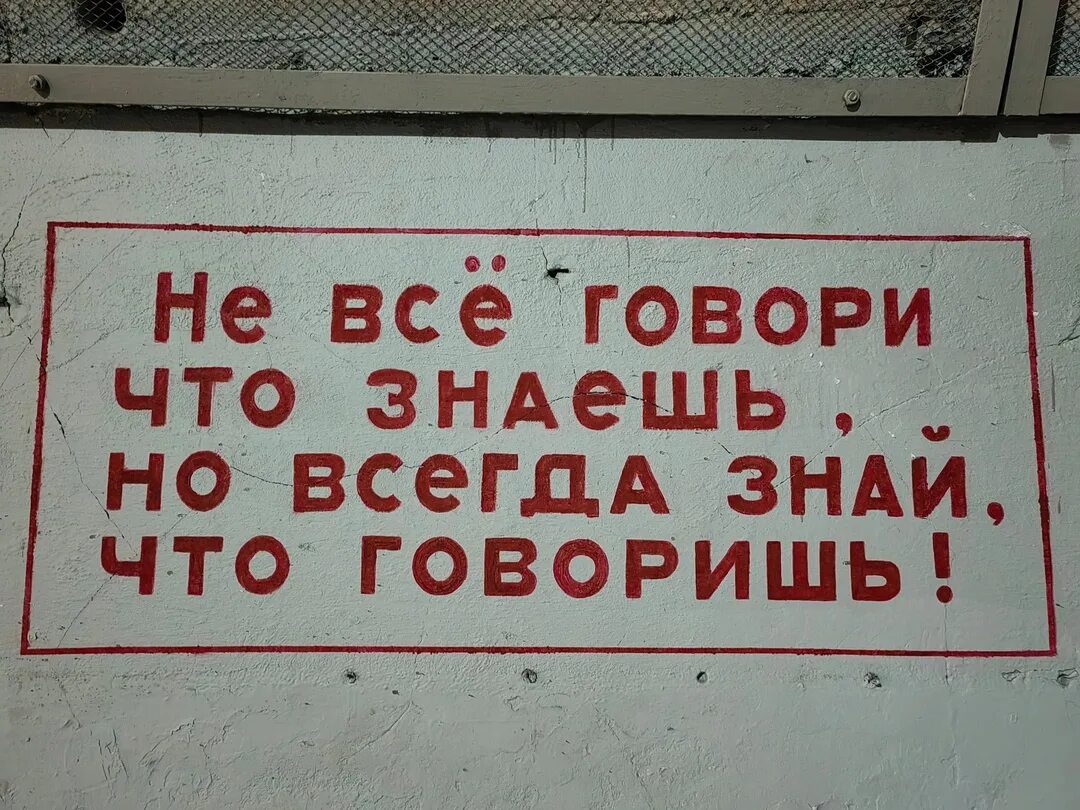 Не всё говори
что знаешь ,
но всегда знай,
что говоришь!